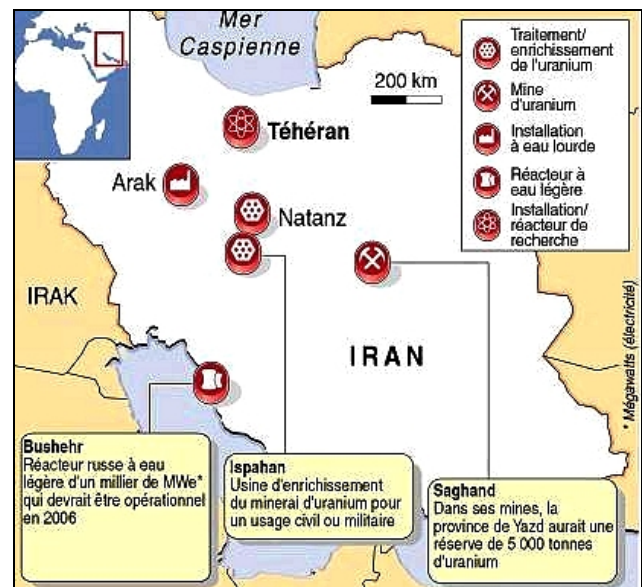 Mer
Caspienne
200 km
Téhéran
Arak
Natanz
IRAK
IRAN
Traitement/
enrichissement
de l'uranium
Mine
d'uranium
Installation
à eau lourde
Réacteur à
eau légère
Installation/
réacteur de
recherche
* Mégawatts (électricité)
Bushehr
Réacteur russe à eau
légère d'un millier de MWe*
qui devrait être opérationnel
en 2006
Ispahan
Usine d'enrichissement
du minerai d'uranium pour
un usage civil ou militaire
Saghand
Dans ses mines, la
province de Yazd aurait une
réserve de 5 000 tonnes
d'uranium